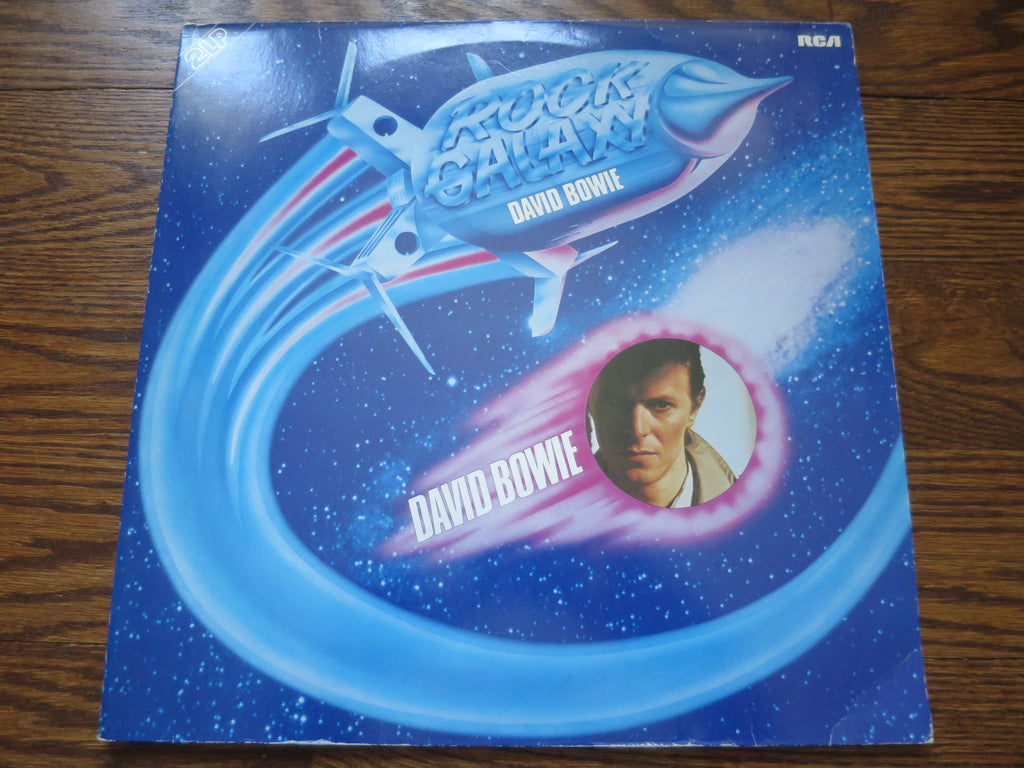 2LP
RCA
ROCK
GALAXY
DAVID BOWIE
DAVID BOWIE